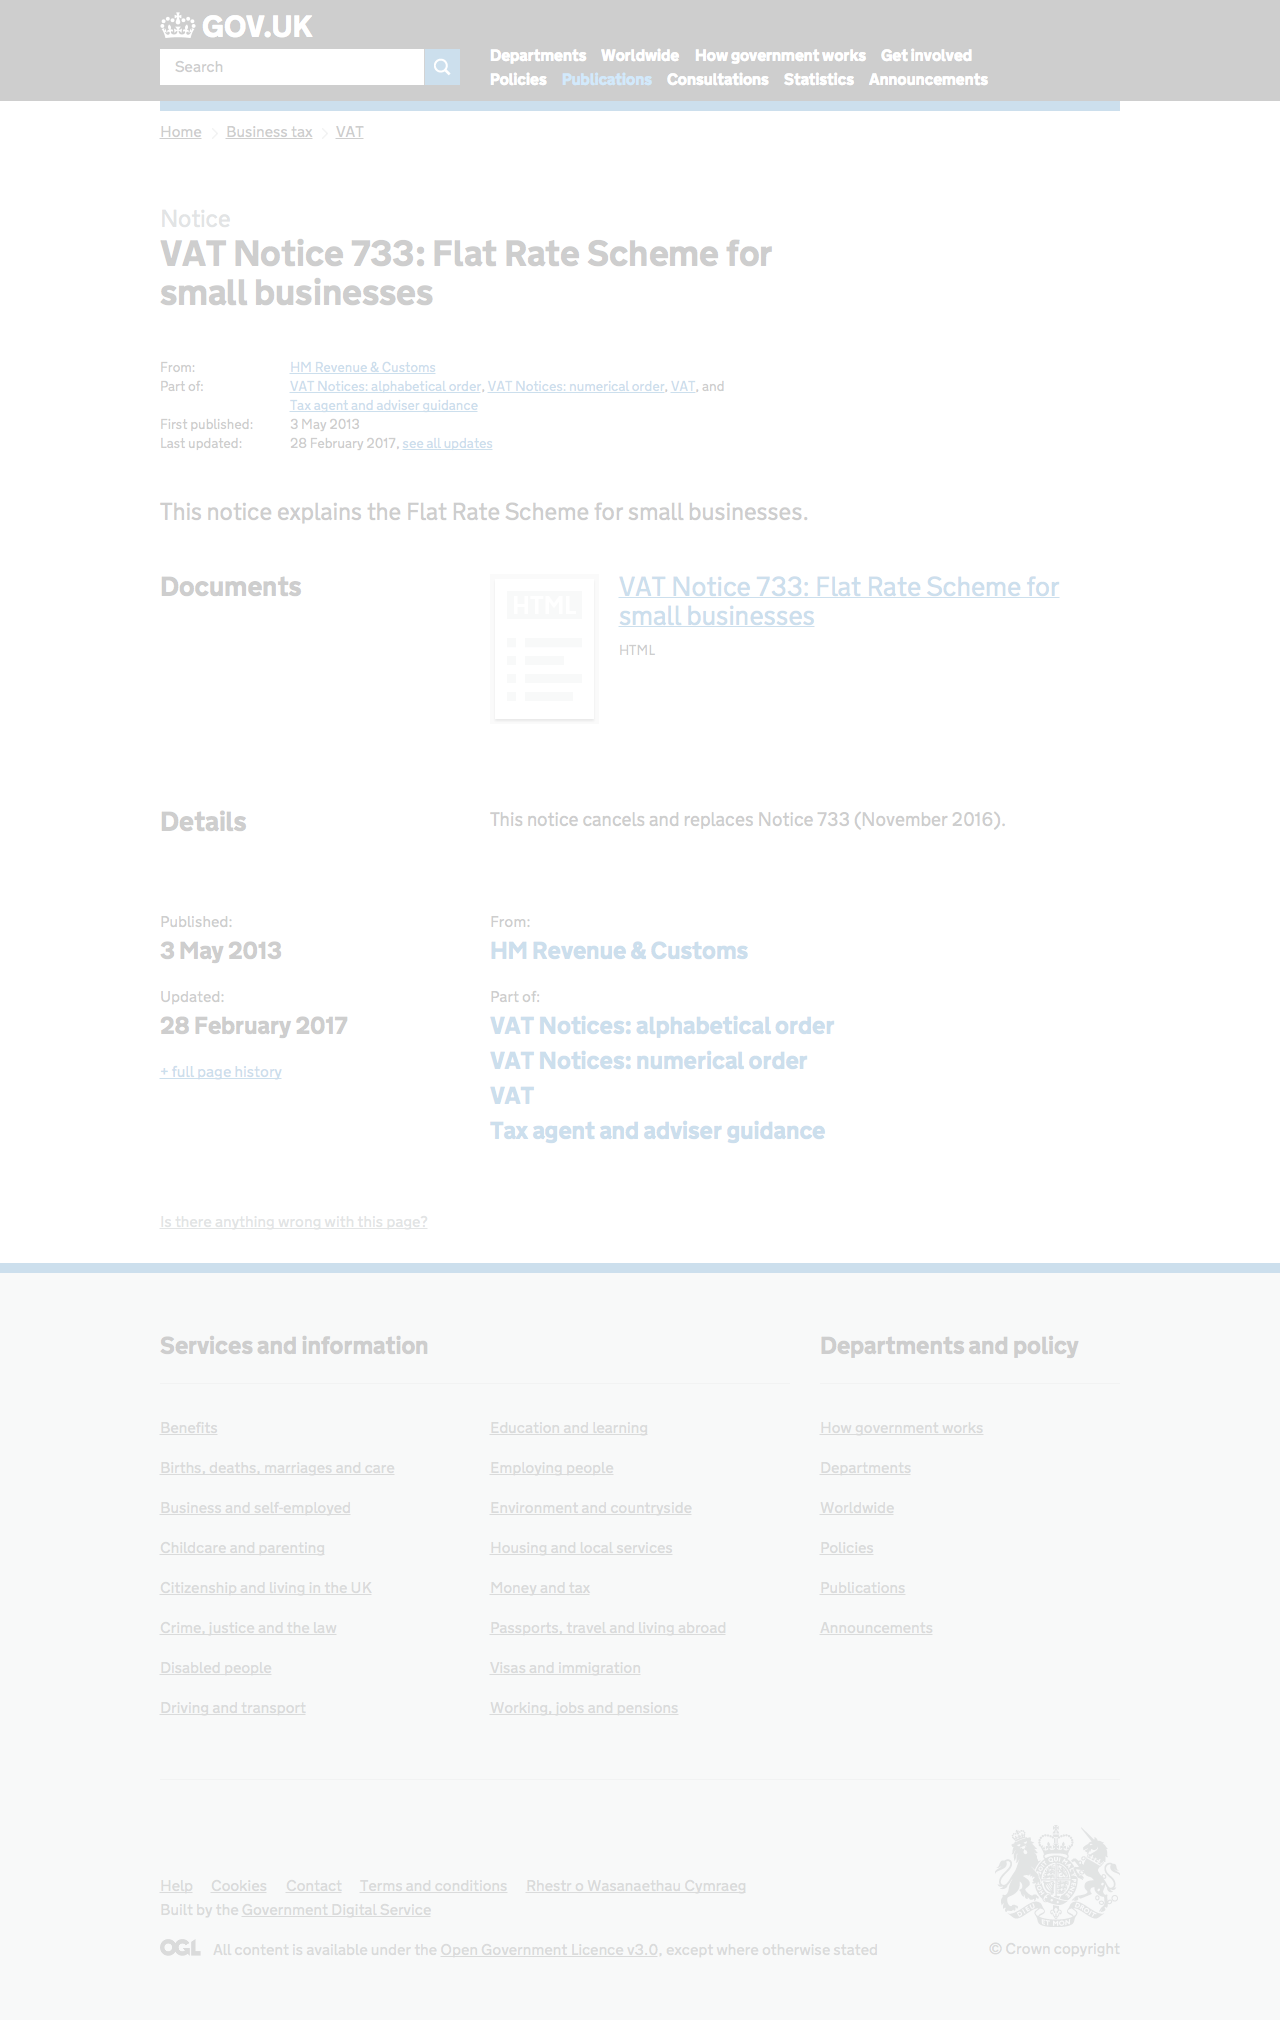 GOV.UK
Search
Departments Worldwide How government works Get involved
Policies Publications Consultations Statistics Announcements
Home Business tax VAT
Notice
VAT Notice 733: Flat Rate Scheme for
small businesses
From: HM Revenue & Customs
Part of: VAT Notices: alphabetical order, VAT Notices: numerical order, VAT, and
Tax agent and adviser guidance
First published: 3 May 2013
Last updated: 28 February 2017, see all updates
This notice explains the Flat Rate Scheme for small businesses.
Documents
HTML
VAT Notice 733: Flat Rate Scheme for
small businesses
HTML
Details
This notice cancels and replaces Notice 733 (November 2016).
Published:
3 May 2013
Updated:
28 February 2017
+ full page history
From:
HM Revenue & Customs
Part of:
VAT Notices: alphabetical order
VAT Notices: numerical order
VAT
Tax agent and adviser guidance
Is there anything wrong with this page?
Services and information
Benefits
Births, deaths, marriages and care
Business and self-employed
Childcare and parenting
Citizenship and living in the UK
Crime, justice and the law
Disabled people
Driving and transport
Education and learning
Employing people
Environment and countryside
Housing and local services
Money and tax
Passports, travel and living abroad
Visas and immigration
Working, jobs and pensions
Departments and policy
How government works
Departments
Worldwide
Policies
Publications
Announcements
Help Cookies Contact Terms and conditions Rhestr o Wasanaethau Cymraeg
Built by the Government Digital Service
OGL All content is available under the Open Government Licence v3.0, except where otherwise stated
© Crown copyright